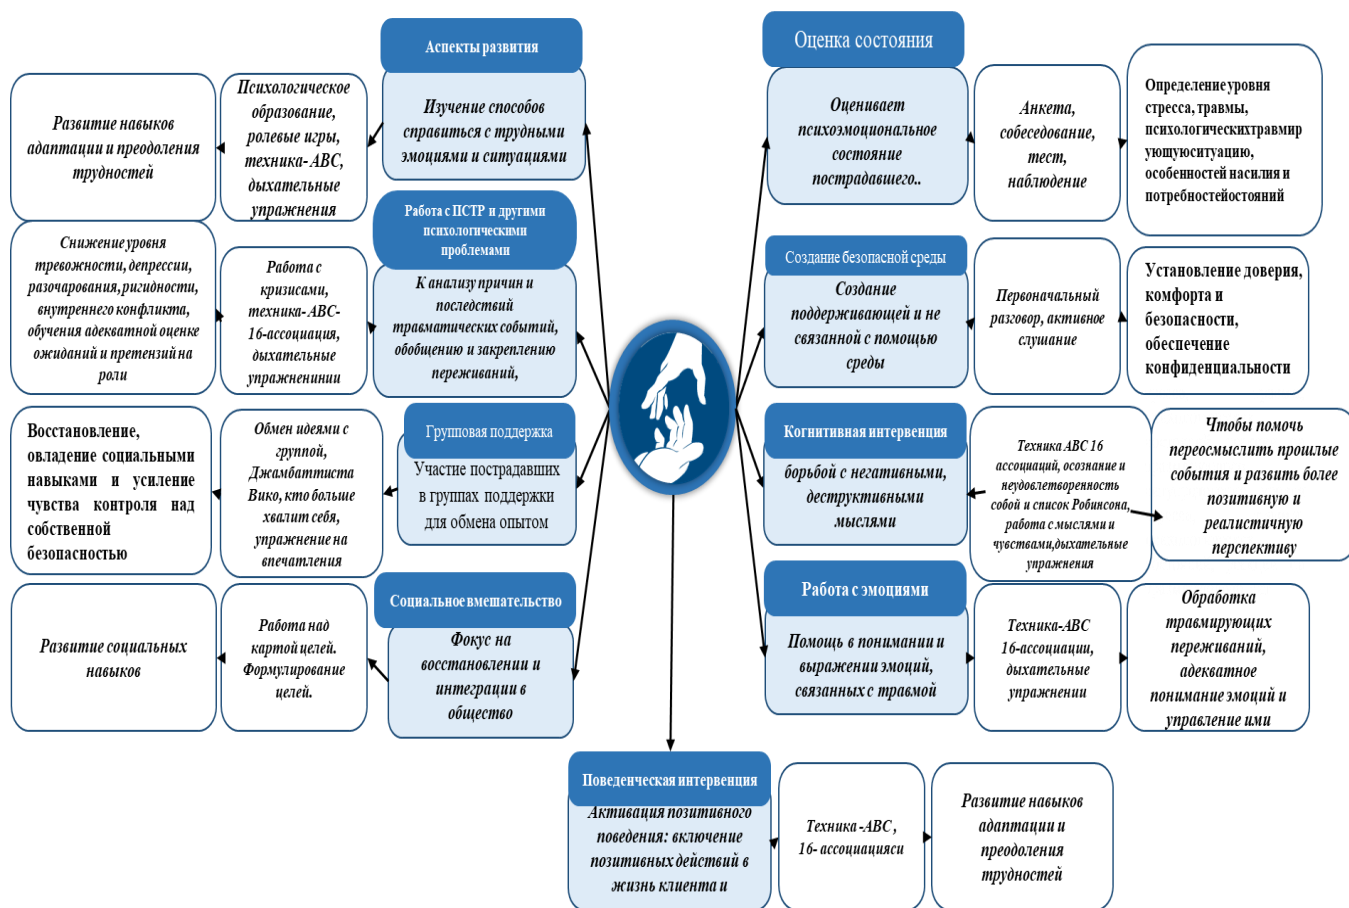 Аспекты развития
Изучение способов
справиться с трудными
эмоциями и ситуациями
Психологическое
образование,
ролевые игры,
техника- АВС,
дыхательные
упражнения
Развитие навыков
адаптации и преодоления
трудностей
Работа с ПСТР и другими
психологическими
проблемами
К анализу причин и
последствий
травматических событий,
обобщению и закреплению
переживаний,
Работа с
кризисами,
техника- АВС-
16-ассоциация,
дыхательные
упражненинии
Снижение уровня
тревожности, депрессии,
разочарования, ригидности,
внутреннего конфликта,
обучения адекватной оценке
ожиданий и претензий на
роли
Групповая поддержка
Участие пострадавших
в группах поддержки
для обмена опытом
Обмен идеями с
группой,
Джамбаттиста
Вико, кто больше
хвалит себя,
упражнение на
впечатления
Восстановление,
овладение социальными
навыками и усиление
чувства контроля над
собственной
безопасностью
Социальное вмешательство
Фокус на
восстановлении и
интеграции в
общество
Работа над
картой целей.
Формулирование
целей.
Развитие социальных
навыков
Оценка состояния
Оценивает
психоэмоциональное
состояние
пострадавшего..
Анкета,
собеседование,
тест,
наблюдение
Определение уровня
стресса, травмы,
психологическихтравмир
ующуюситуацию,
особенностей насилия и
потребностейостояний
Создание безопасной среды
Создание
поддерживающей и не
связанной с помощью
среды
Первоначальный
разговор, активное
слушание
Установление доверия,
комфорта и
безопасности,
обеспечение
конфиденциальности
Когнитивная интервенция
борьбой с негативными,
деструктивными
мыслями
Техника АВС 16
ассоциаций, осознание и
неудовлетворенность
собой и список Робинсона,
работа с мыслями и
чувствами,дыхательные
упражнения
Чтобы помочь
переосмыслить прошлые
события и развить более
позитивную и
реалистичную
перспективу
Работа с эмоциями
Помощь в понимании и
выражении эмоций,
связанных с травмой
Техника-АВС
16-ассоциации,
дыхательные
упражнении
Обработка
травмирующих
переживаний,
адекватное
понимание эмоций и
управление ими
Поведенческая интервенция
Активация позитивного
поведения: включение
позитивных действий в
жизнь клиента и
Техника -АВС ,
16- ассоциацияси
Развитие навыков
адаптации и
преодоления
трудностей